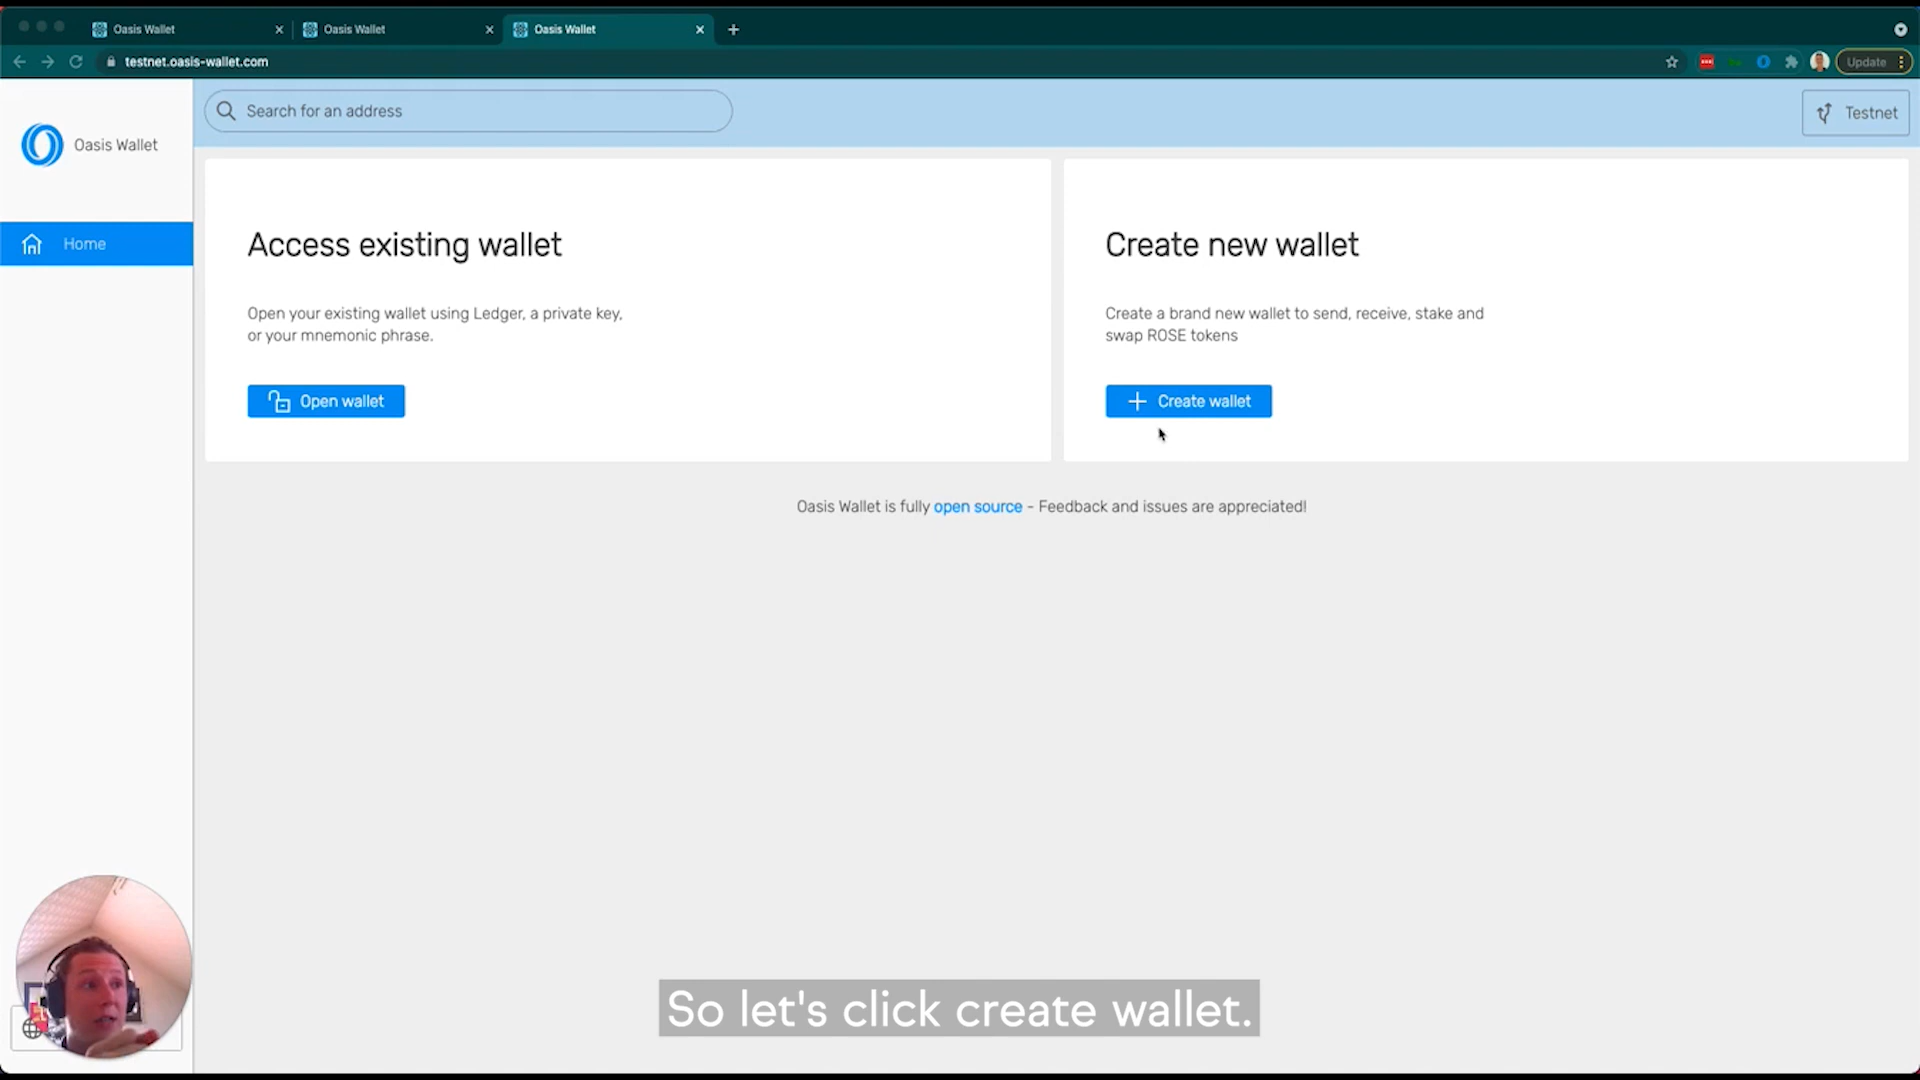 Oasis Wallet
Oasis Wallet
Oasis Wallet
testnet.oasis-wallet.com
Update
Oasis Wallet
Search for an address
Testnet
Home
Access existing wallet
Open your existing wallet using Ledger, a private key,
or your mnemonic phrase.
Open wallet
Create new wallet
Create a brand new wallet to send, receive, stake and
swap ROSE tokens
Create wallet
Oasis Wallet is fully open source - Feedback and issues are appreciated!
So let's click create wallet.